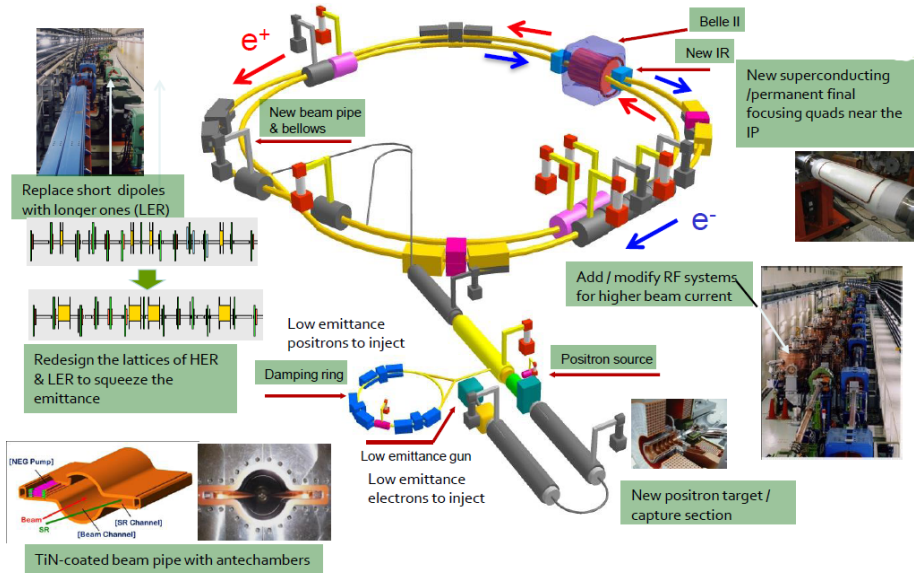 Belle II
New IR
e+
New superconducting
/permanent final
focusing quads near the
IP
New beam pipe
& bellows
Replace short dipoles
with longer ones (LER)
e-
Add / modify RF systems
for higher beam current
Low emittance
positrons to inject
Redesign the lattices of HER
& LER to squeeze the
emittance
Damping ring
Positron source
Low emittance gun
Low emittance
electrons to inject
New positron target /
capture section
[NEG Pump]
Beam
SR
[SR Channel]
[Beam Channel]
TiN-coated beam pipe with antechambers